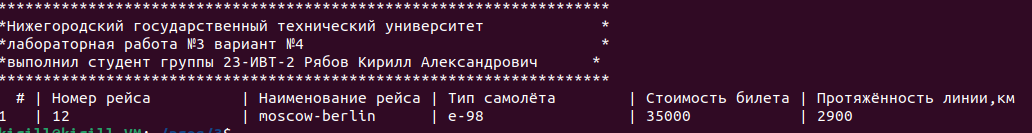 *********************************************************************
*Нижегородский государственный технический университет *
*лабораторная работа №3 вариант №4 *
*выполнил студент группы 23-ИВТ-2 Рябов Кирилл Александрович *
*********************************************************************
# | Номер рейса | Наименование рейса | Тип самолёта | Стоимость билета | Протяжённость линии,км
1 | 12 | moscow-berlin | e-98 | 35000 | 2900